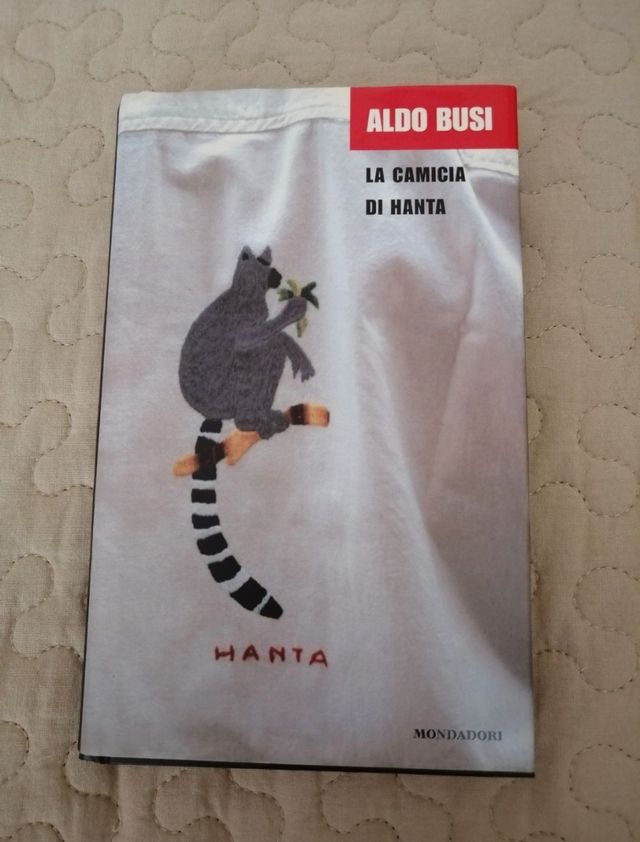 ALDO BUSI
LA CAMICIA
DI HANTA
HANTA
MONDADORI